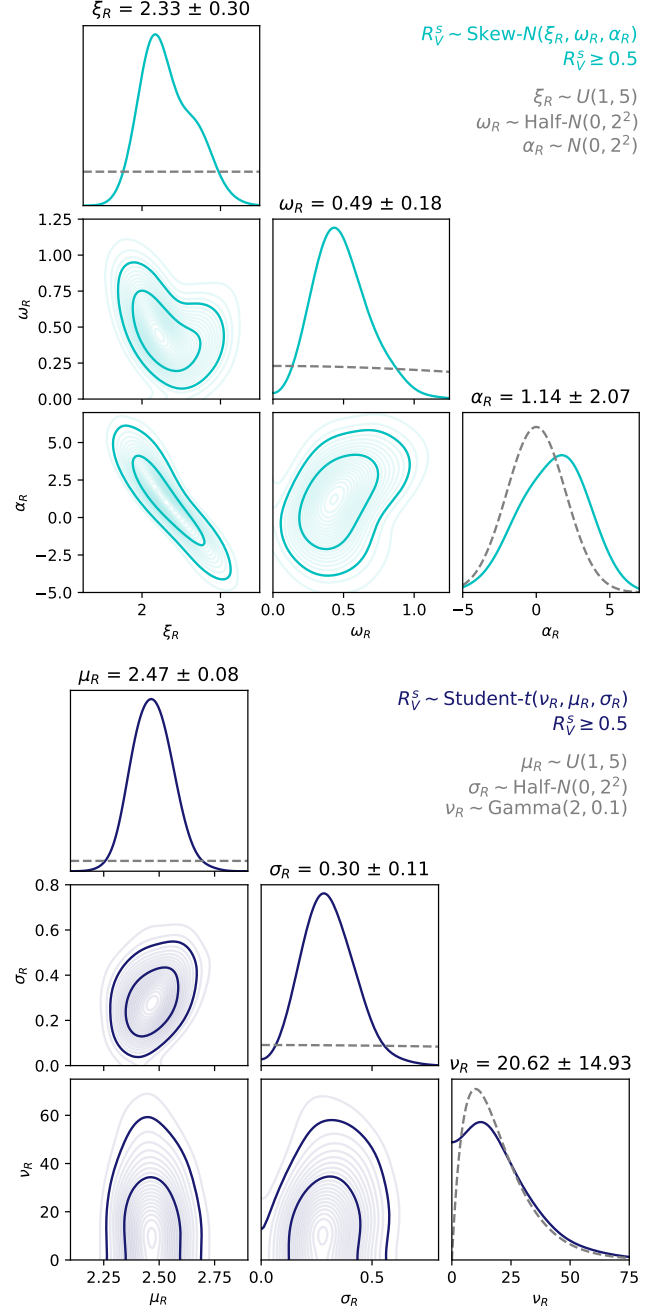 ξ_R = 2.33 ± 0.30
R_V^s ~ Skew-N(ξ_R, ω_R, α_R)
R_V^s ≥ 0.5
ξ_R ~ U(1, 5)
ω_R ~ Half-N(0, 2²)
α_R ~ N(0, 2²)
ω_R = 0.49 ± 0.18
1.25
1.00
0.75
0.50
0.25
0.00
ω_R
α_R = 1.14 ± 2.07
5.0
2.5
0.0
−2.5
−5.0
α_R
2 3
ξ_R
0.0 0.5 1.0
ω_R
−5 0 5
α_R
μ_R = 2.47 ± 0.08
R_V^s ~ Student-t(ν_R, μ_R, σ_R)
R_V^s ≥ 0.5
μ_R ~ U(1, 5)
σ_R ~ Half-N(0, 2²)
ν_R ~ Gamma(2, 0.1)
σ_R = 0.30 ± 0.11
0.8
0.6
0.4
0.2
0.0
σ_R
ν_R = 20.62 ± 14.93
60
40
20
0
ν_R
2.25 2.50 2.75
μ_R
0.0 0.5
σ_R
0 25 50 75
ν_R